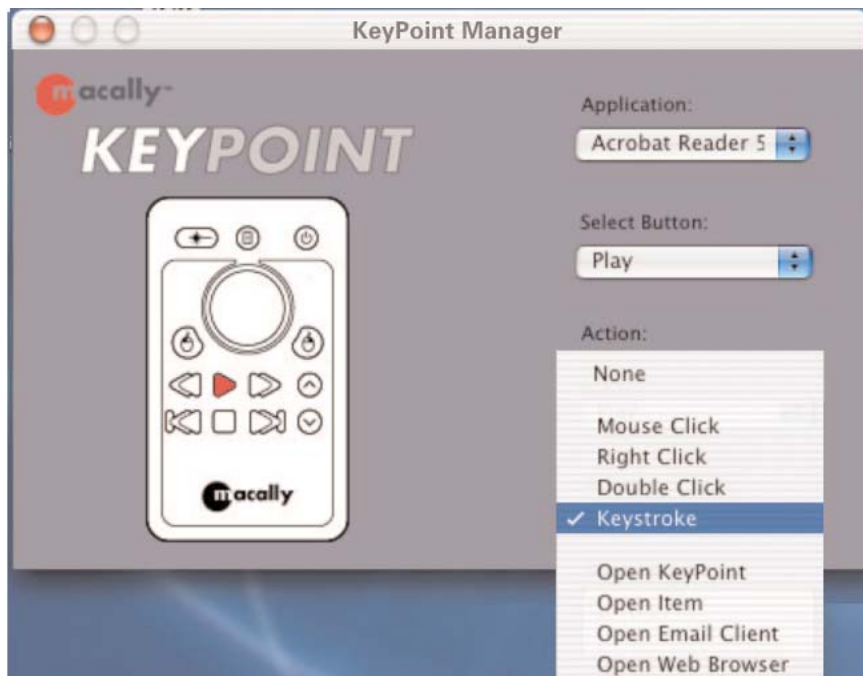 KeyPoint Manager
macally™
KEYPOINT
Application:
Acrobat Reader 5
Select Button:
Play
Action:
None
Mouse Click
Right Click
Double Click
✓ Keystroke
Open KeyPoint
Open Item
Open Email Client
Open Web Browser
macally